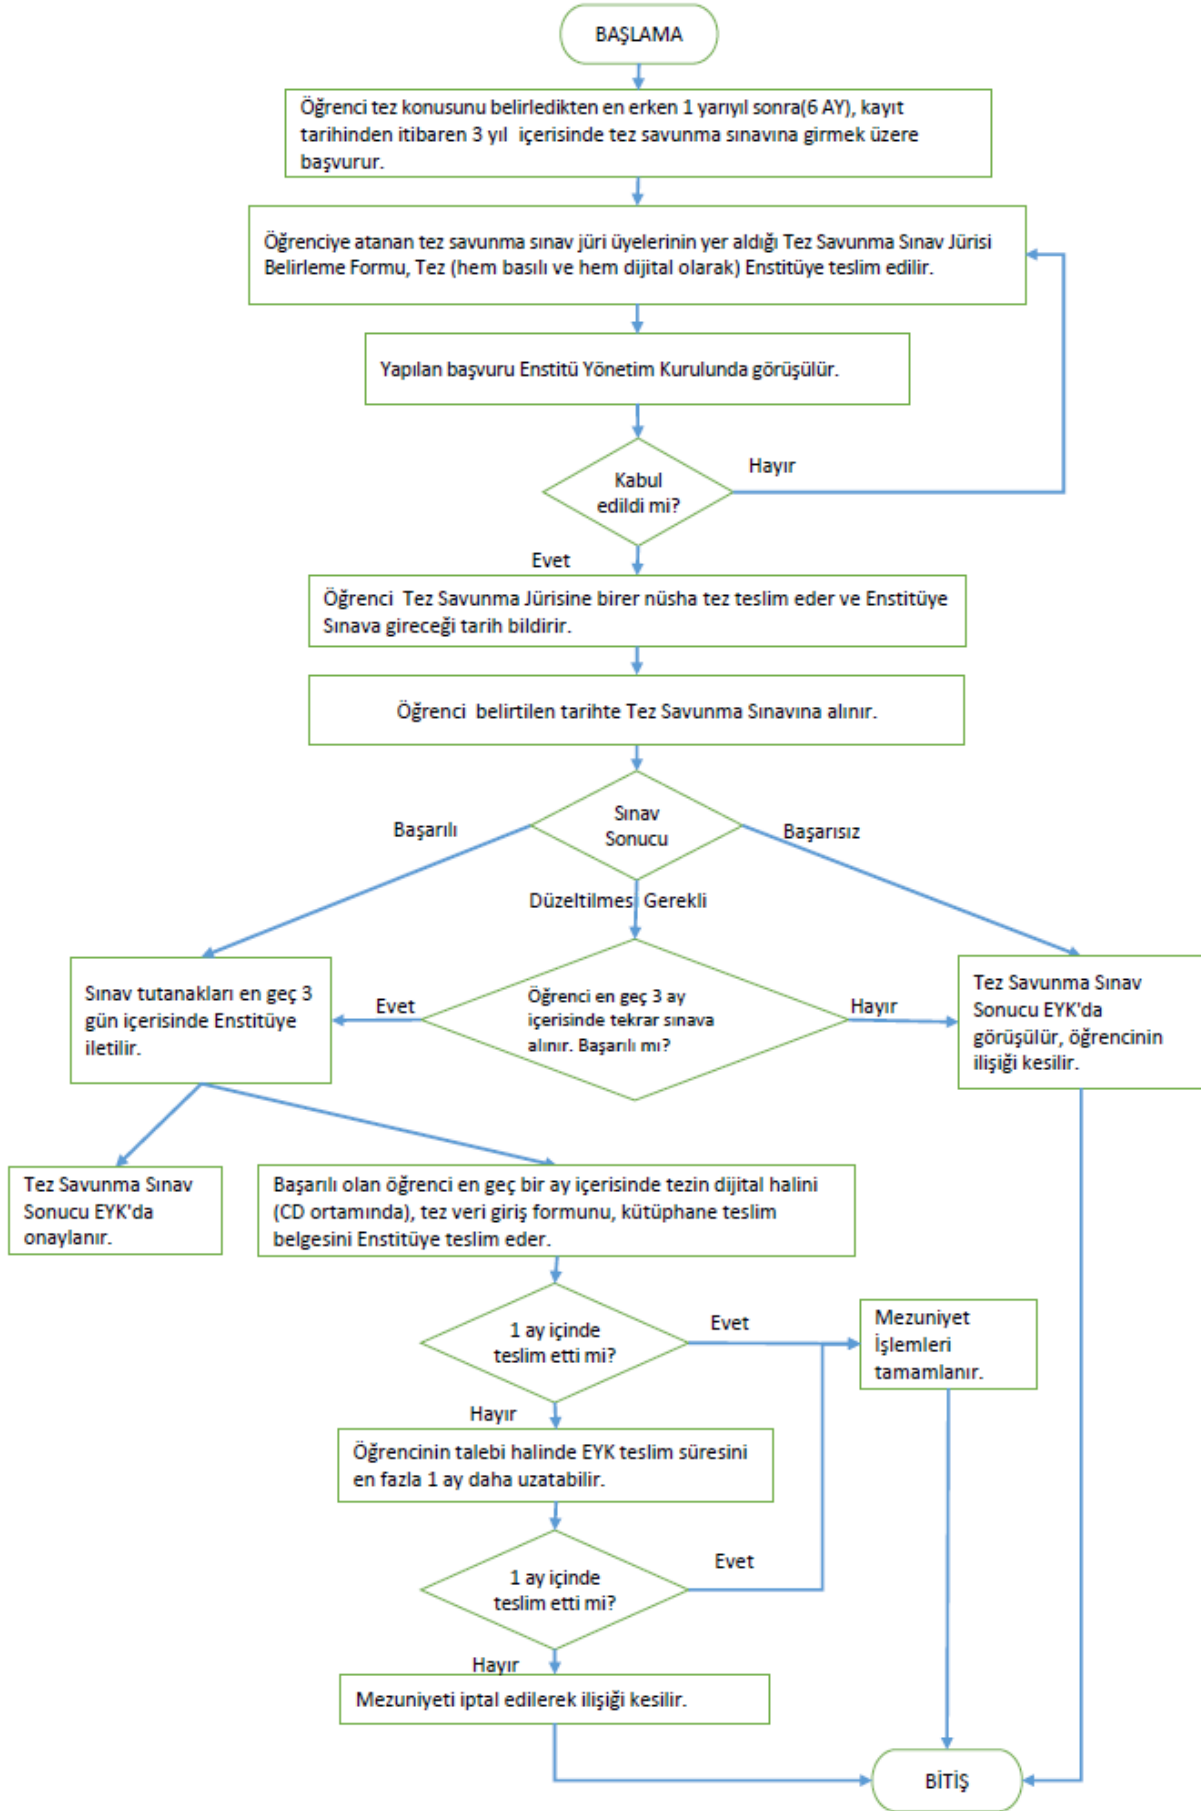 BAŞLAMA
Öğrenci tez konusunu belirledikten en erken 1 yarıyıl sonra(6 AY), kayıt
tarihinden itibaren 3 yıl içerisinde tez savunma sınavına girmek üzere
başvurur.
Öğrenciye atanan tez savunma sınav jüri üyelerinin yer aldığı Tez Savunma Sınav Jürisi
Belirleme Formu, Tez (hem basılı ve hem dijital olarak) Enstitüye teslim edilir.
Yapılan başvuru Enstitü Yönetim Kurulunda görüşülür.
Hayır
Kabul
edildi mi?
Evet
Öğrenci Tez Savunma Jürisine birer nüsha tez teslim eder ve Enstitüye
Sınava gireceği tarih bildirir.
Öğrenci belirtilen tarihte Tez Savunma Sınavına alınır.
Sınav
Sonucu
Başarılı
Başarısız
Düzeltilmes Gerekli
Sınav tutanakları en geç 3
gün içerisinde Enstitüye
iletilir.
Evet
Öğrenci en geç 3 ay
içerisinde tekrar sınava
alınır. Başarılı mı?
Hayır
Tez Savunma Sınav
Sonucu EYK'da
görüşülür, öğrencinin
ilişiği kesilir.
Tez Savunma Sınav
Sonucu EYK'da
onaylanır.
Başarılı olan öğrenci en geç bir ay içerisinde tezin dijital halini
(CD ortamında), tez veri giriş formunu, kütüphane teslim
belgesini Enstitüye teslim eder.
1 ay içinde
teslim etti mi?
Evet
Mezuniyet
İşlemleri
tamamlanır.
Hayır
Öğrencinin talebi halinde EYK teslim süresini
en fazla 1 ay daha uzatabilir.
1 ay içinde
teslim etti mi?
Evet
Hayır
Mezuniyeti iptal edilerek ilişiği kesilir.
BİTİŞ